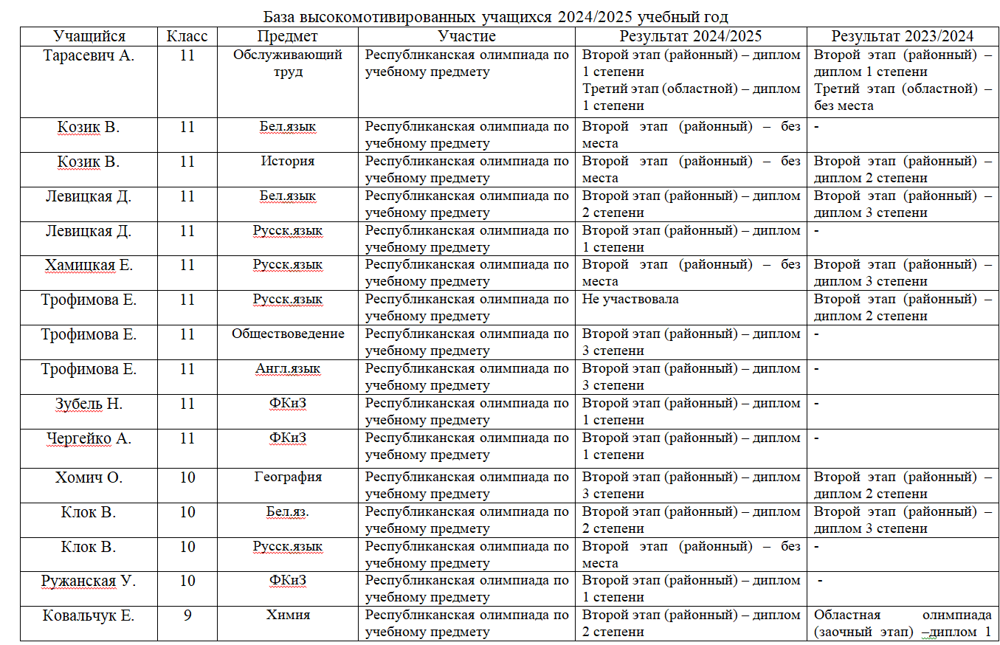 База высокомотивированных учащихся 2024/2025 учебный год
Учащийся Класс Предмет Участие Результат 2024/2025 Результат 2023/2024
Тарасевич А. 11 Обслуживающий Республиканская олимпиада по Второй этап (районный) – диплом Второй этап (районный) –
труд учебному предмету 1 степени диплом 1 степени
Третий этап (областной) – диплом Третий этап (областной) –
1 степени без места
Козик В. 11 Бел.язык Республиканская олимпиада по Второй этап (районный) – без -
учебному предмету места
Козик В. 11 История Республиканская олимпиада по Второй этап (районный) – без Второй этап (районный) –
учебному предмету места диплом 2 степени
Левицкая Д. 11 Бел.язык Республиканская олимпиада по Второй этап (районный) – диплом Второй этап (районный) –
учебному предмету 2 степени диплом 3 степени
Левицкая Д. 11 Русск.язык Республиканская олимпиада по Второй этап (районный) – диплом -
учебному предмету 1 степени
Хамицкая Е. 11 Русск.язык Республиканская олимпиада по Второй этап (районный) – без Второй этап (районный) –
учебному предмету места диплом 3 степени
Трофимова Е. 11 Русск.язык Республиканская олимпиада по Не участвовала Второй этап (районный) –
учебному предмету диплом 2 степени
Трофимова Е. 11 Обществоведение Республиканская олимпиада по Второй этап (районный) – диплом -
учебному предмету 3 степени
Трофимова Е. 11 Англ.язык Республиканская олимпиада по Второй этап (районный) – диплом -
учебному предмету 3 степени
Зубель Н. 11 ФКиЗ Республиканская олимпиада по Второй этап (районный) – диплом -
учебному предмету 1 степени
Чергейко А. 11 ФКиЗ Республиканская олимпиада по Второй этап (районный) – диплом -
учебному предмету 1 степени
Хомич О. 10 География Республиканская олимпиада по Второй этап (районный) – диплом Второй этап (районный) –
учебному предмету 3 степени диплом 2 степени
Клок В. 10 Бел.яз. Республиканская олимпиада по Второй этап (районный) – диплом Второй этап (районный) –
учебному предмету 2 степени диплом 3 степени
Клок В. 10 Русск.язык Республиканская олимпиада по Второй этап (районный) – без -
учебному предмету места
Ружанская У. 10 ФКиЗ Республиканская олимпиада по Второй этап (районный) – диплом -
учебному предмету 1 степени
Ковальчук Е. 9 Химия Республиканская олимпиада по Второй этап (районный) – диплом Областная олимпиада
учебному предмету 2 степени (заочный этап) –диплом 1